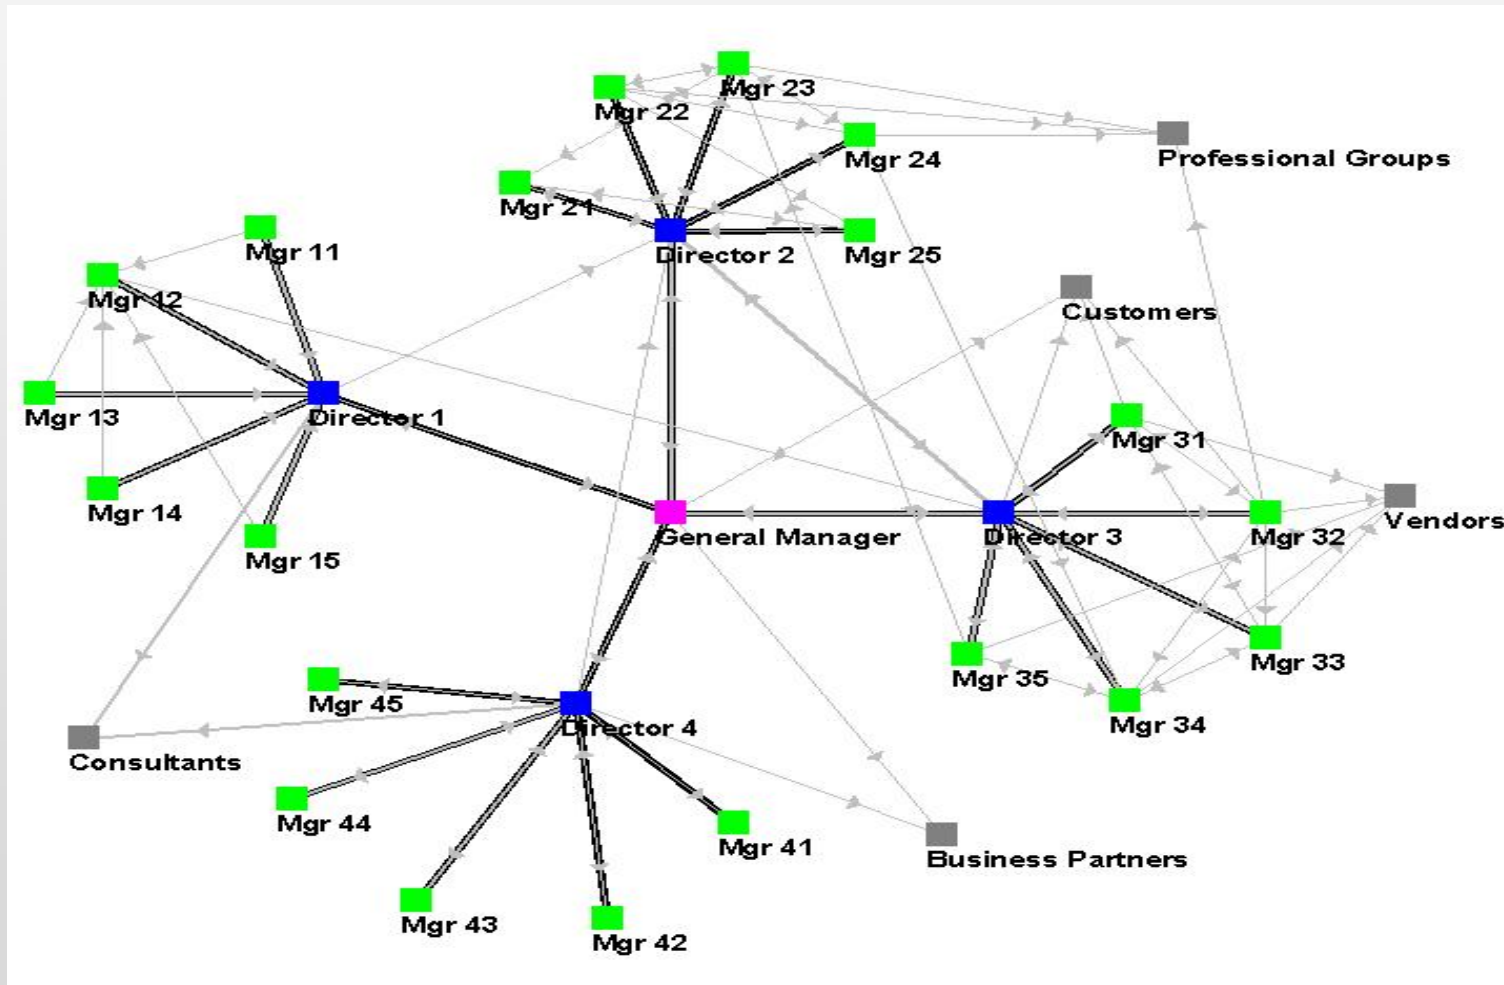 Mgr 23
Mgr 22
Mgr 24
Professional Groups
Mgr 21
Mgr 11
Director 2
Mgr 25
Mgr 12
Customers
Mgr 13
Director 1
Mgr 31
Mgr 14
Vendors
General Manager
Director 3
Mgr 32
Mgr 15
Mgr 33
Mgr 35
Mgr 45
Mgr 34
Director 4
Consultants
Mgr 44
Mgr 41
Business Partners
Mgr 43
Mgr 42